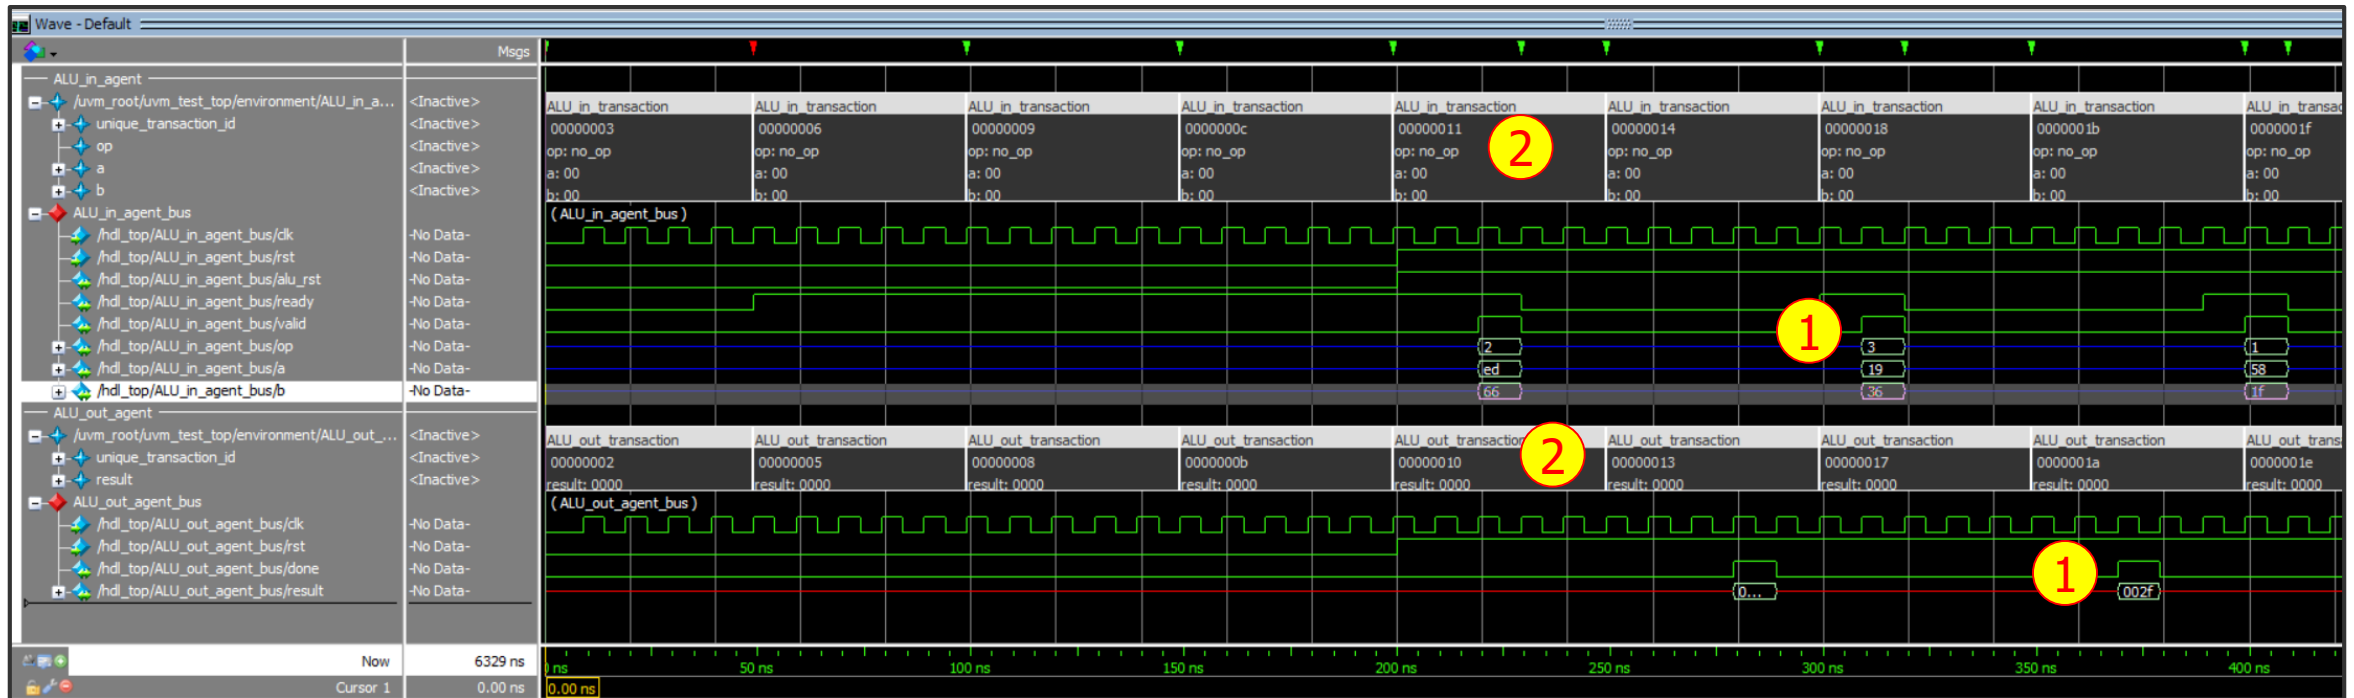 Wave - Default
Msgs
ALU_in_agent
/uvm_root/uvm_test_top/environment/ALU_in_a... <Inactive> ALU_in_transaction ALU_in_transaction ALU_in_transaction ALU_in_transaction ALU_in_transaction ALU_in_transaction ALU_in_transaction ALU_in_transaction ALU_in_transac
unique_transaction_id <Inactive> 00000003 00000006 00000009 0000000c 00000011 00000014 00000018 0000001b 0000001f
op <Inactive> op: no_op op: no_op op: no_op op: no_op op: no_op 2 op: no_op op: no_op op: no_op op: no_op
a <Inactive> a: 00 a: 00 a: 00 a: 00 a: 00 a: 00 a: 00 a: 00 a: 00
b <Inactive> b: 00 b: 00 b: 00 b: 00 b: 00 b: 00 b: 00 b: 00 b: 00
ALU_in_agent_bus (ALU_in_agent_bus)
/hdl_top/ALU_in_agent_bus/clk -No Data-
/hdl_top/ALU_in_agent_bus/rst -No Data-
/hdl_top/ALU_in_agent_bus/alu_rst -No Data-
/hdl_top/ALU_in_agent_bus/ready -No Data-
/hdl_top/ALU_in_agent_bus/valid -No Data- 1
/hdl_top/ALU_in_agent_bus/op -No Data- 2 3 1
/hdl_top/ALU_in_agent_bus/a -No Data- ed 19 58
/hdl_top/ALU_in_agent_bus/b -No Data- 66 36 1f
ALU_out_agent
/uvm_root/uvm_test_top/environment/ALU_out_... <Inactive> ALU_out_transaction ALU_out_transaction ALU_out_transaction ALU_out_transaction ALU_out_transaction 2 ALU_out_transaction ALU_out_transaction ALU_out_transaction ALU_out_trans
unique_transaction_id <Inactive> 00000002 00000005 00000008 0000000b 00000010 00000013 00000017 0000001a 0000001e
result <Inactive> result: 0000 result: 0000 result: 0000 result: 0000 result: 0000 result: 0000 result: 0000 result: 0000 result: 0000
ALU_out_agent_bus (ALU_out_agent_bus)
/hdl_top/ALU_out_agent_bus/clk -No Data-
/hdl_top/ALU_out_agent_bus/rst -No Data-
/hdl_top/ALU_out_agent_bus/done -No Data- 1
/hdl_top/ALU_out_agent_bus/result -No Data- 0... 002f
Now 6329 ns ns 50 ns 100 ns 150 ns 200 ns 250 ns 300 ns 350 ns 400 ns
Cursor 1 0.00 ns 0.00 ns